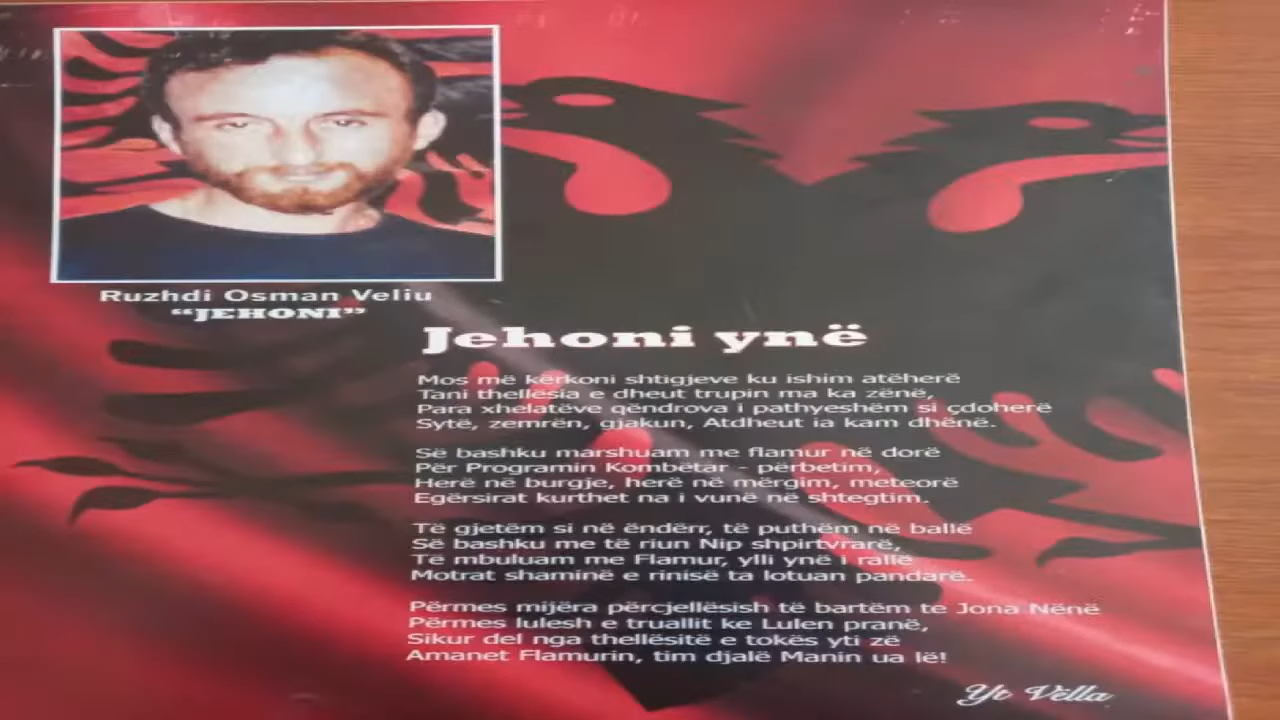 Ruzhdi Osman Veliu
“JEHONI”
Jehoni ynë
Mos më kërkoni shtigjeve ku ishim atëherë
Tani thellësia e dheut trupin ma ka zënë,
Para xhelatëve qëndrova i pathyeshëm si çdoherë
Sytë, zemrën, gjakun, Atdheut ia kam dhënë.
Së bashku marshuam me flamur në dorë
Për Programin Kombëtar - përbetim,
Herë në burgje, herë në mërgim, meteorë
Egërsirat kurthet na i vunë në shtegtim.
Të gjetëm si në ëndërr, të puthëm në ballë
Së bashku me të riun Nip shpirtvrarë,
Të mbuluam me Flamur, ylli ynë i rallë
Motrat shaminë e rinisë ta lotuan pandarë.
Përmes mijëra përcjellësish të bartëm te Jona Nënë
Përmes lulesh e truallit ke Lulen pranë,
Sikur del nga thellësitë e tokës yti zë
Amanet Flamurin, tim djalë Manin ua lë!
Yt Vëlla